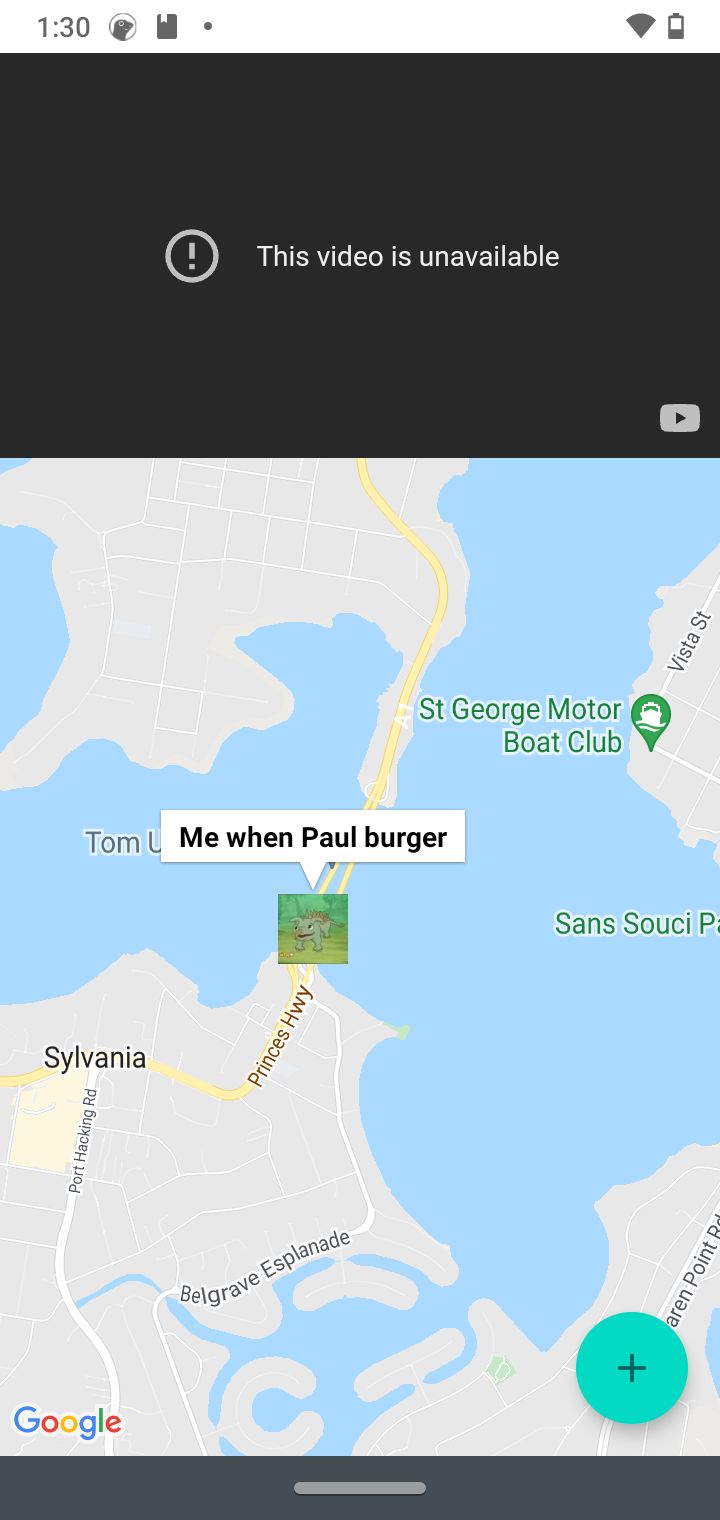 1:30
This video is unavailable
Vista St
A1
St George Motor
Boat Club
Me when Paul burger
Tom U
Sans Souci Pa
Princes Hwy
Sylvania
Port Hacking Rd
Belgrave Esplanade
aren Point Rd
Google